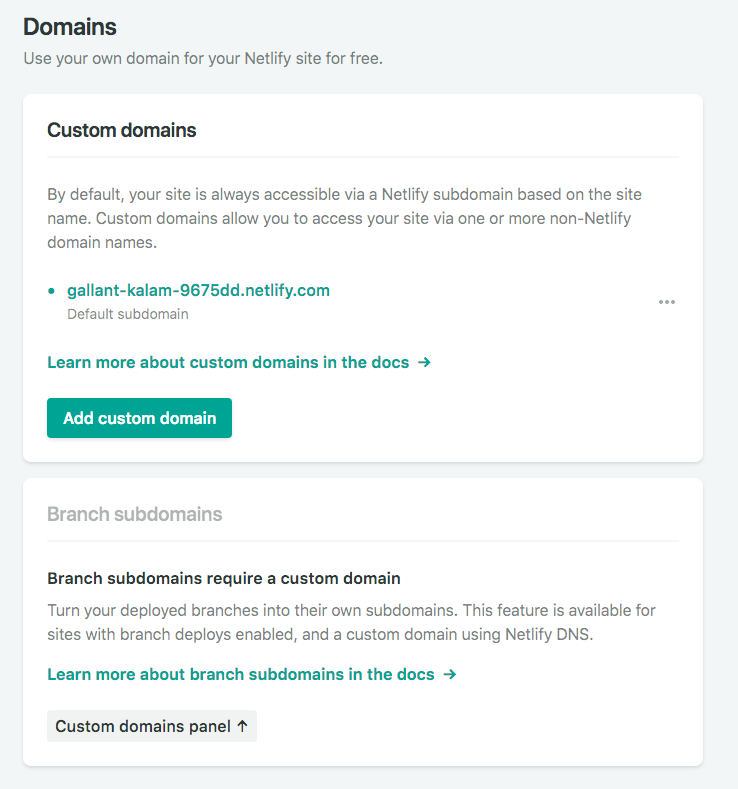 Domains
Use your own domain for your Netlify site for free.
Custom domains
By default, your site is always accessible via a Netlify subdomain based on the site
name. Custom domains allow you to access your site via one or more non-Netlify
domain names.
gallant-kalam-9675dd.netlify.com
Default subdomain
Learn more about custom domains in the docs →
Add custom domain
Branch subdomains
Branch subdomains require a custom domain
Turn your deployed branches into their own subdomains. This feature is available for
sites with branch deploys enabled, and a custom domain using Netlify DNS.
Learn more about branch subdomains in the docs →
Custom domains panel ↑